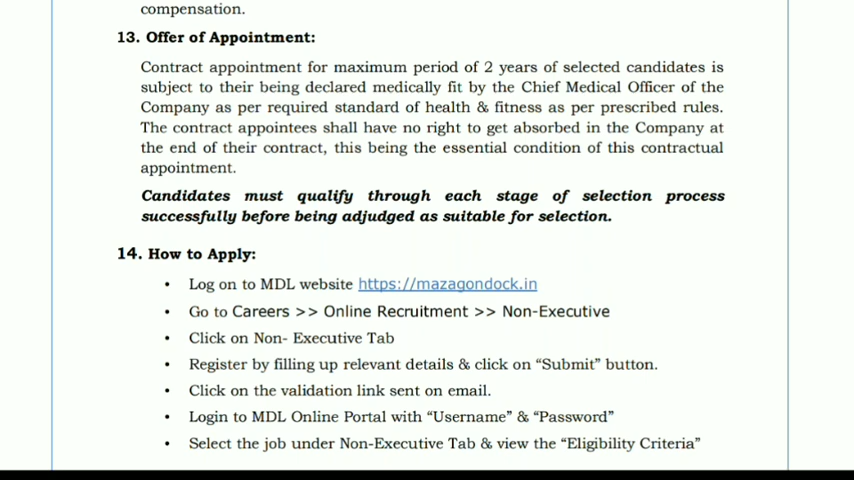 compensation.
13. Offer of Appointment:
Contract appointment for maximum period of 2 years of selected candidates is
subject to their being declared medically fit by the Chief Medical Officer of the
Company as per required standard of health & fitness as per prescribed rules.
The contract appointees shall have no right to get absorbed in the Company at
the end of their contract, this being the essential condition of this contractual
appointment.
Candidates must qualify through each stage of selection process
successfully before being adjudged as suitable for selection.
14. How to Apply:
• Log on to MDL website https://mazagondock.in
• Go to Careers >> Online Recruitment >> Non-Executive
• Click on Non- Executive Tab
• Register by filling up relevant details & click on “Submit” button.
• Click on the validation link sent on email.
• Login to MDL Online Portal with “Username” & “Password”
• Select the job under Non-Executive Tab & view the “Eligibility Criteria”